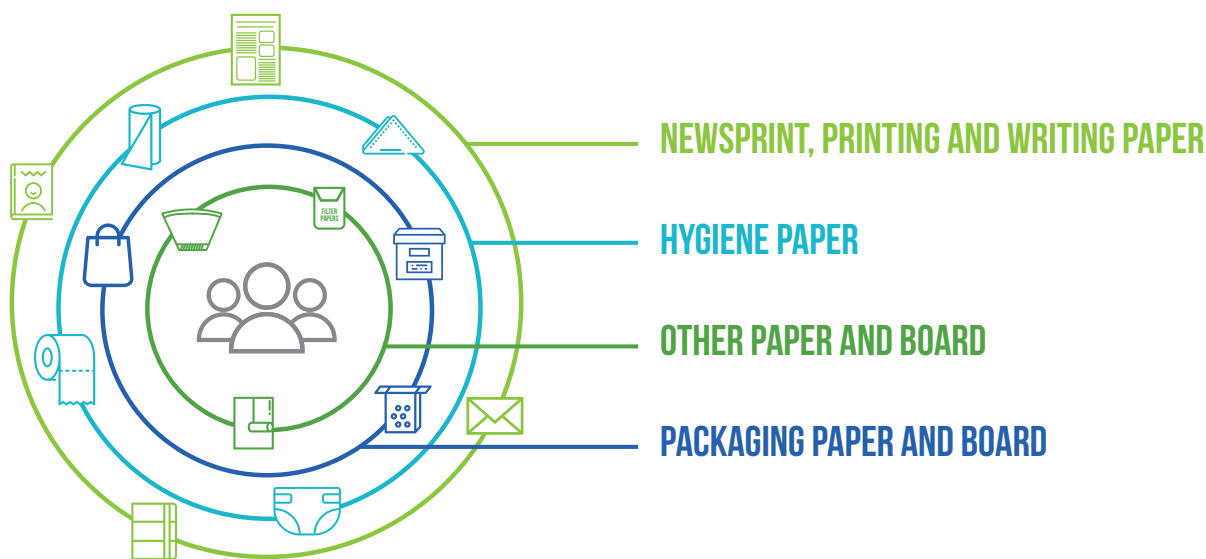 NEWSPRINT, PRINTING AND WRITING PAPER
FILTER
PAPERS
HYGIENE PAPER
OTHER PAPER AND BOARD
PACKAGING PAPER AND BOARD